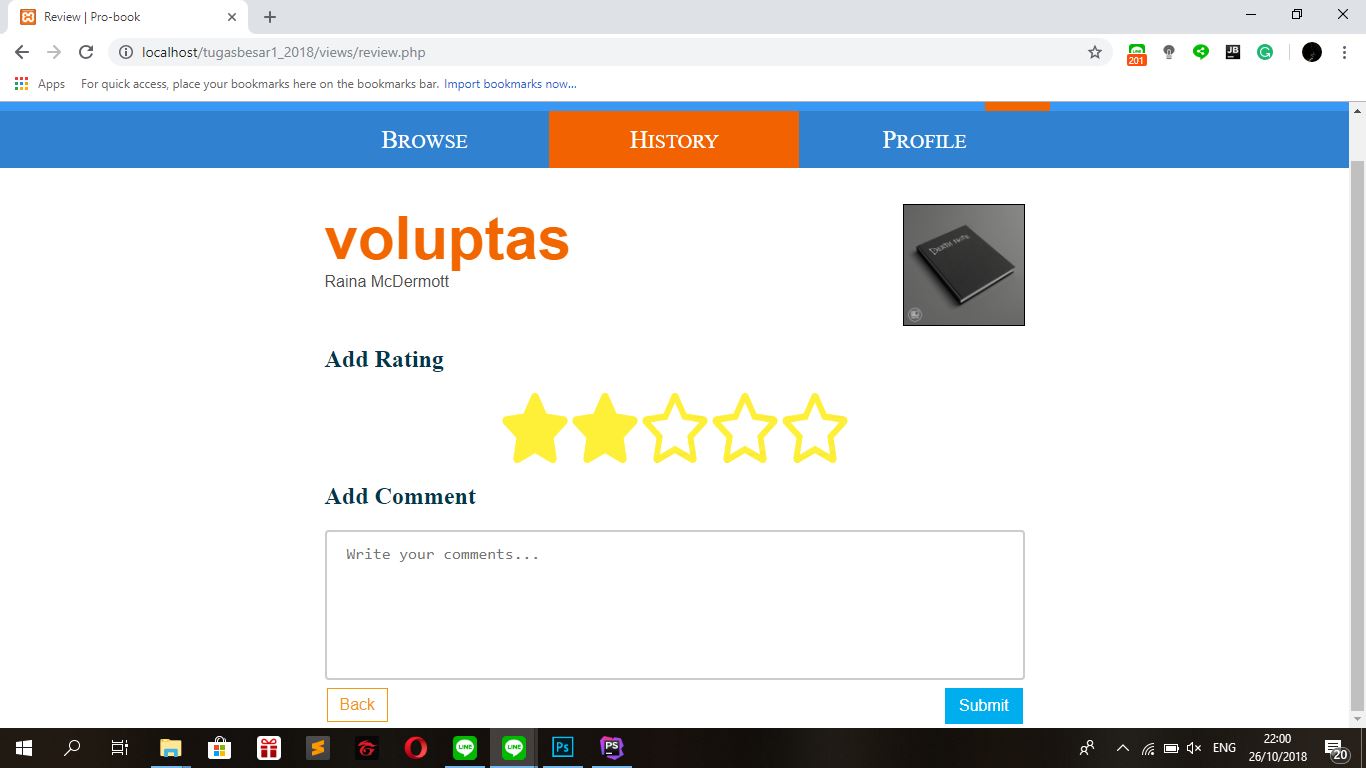 Review | Pro-book
localhost/tugasbesar1_2018/views/review.php
201
JB
Apps For quick access, place your bookmarks here on the bookmarks bar. Import bookmarks now...
Browse History Profile
voluptas
Raina McDermott
Death Note
Add Rating
Add Comment
Write your comments...
Back Submit
LINE LINE Ps PS
ENG
22:00
26/10/2018
20